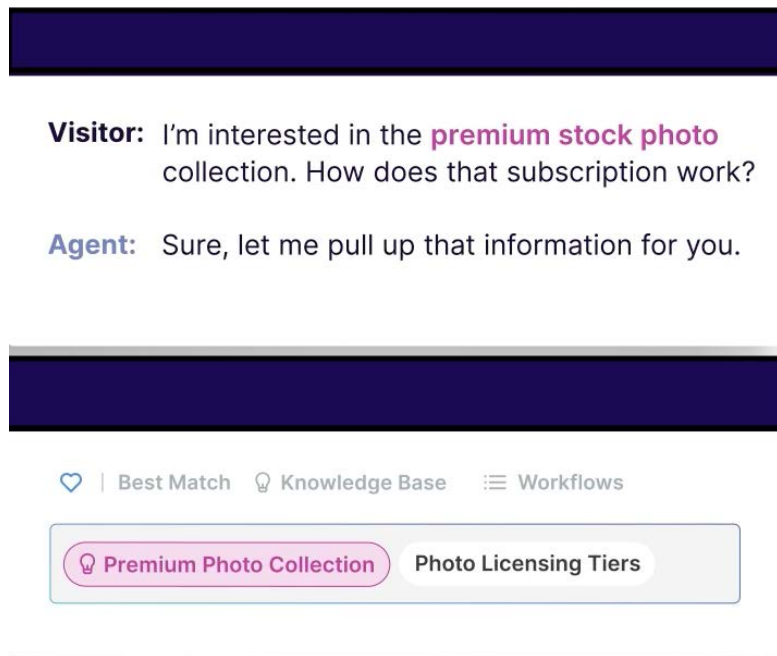 Visitor: I’m interested in the premium stock photo
collection. How does that subscription work?
Agent: Sure, let me pull up that information for you.
| Best Match Knowledge Base Workflows
Premium Photo Collection Photo Licensing Tiers